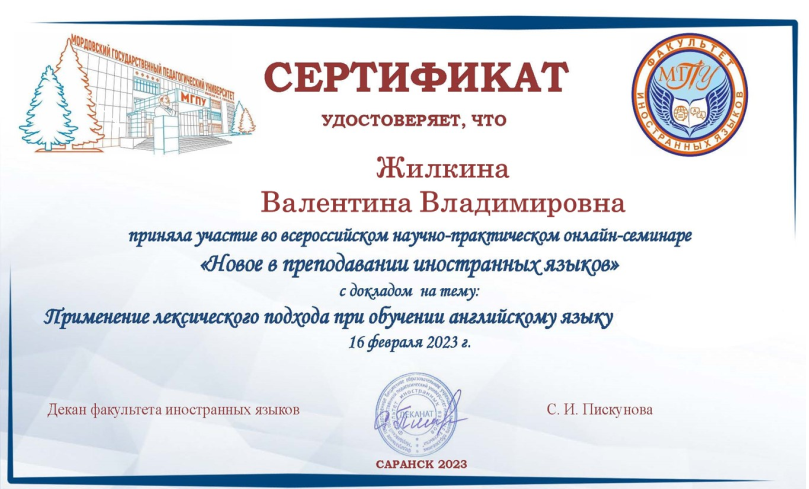 МОРДОВСКИЙ ГОСУДАРСТВЕННЫЙ ПЕДАГОГИЧЕСКИЙ УНИВЕРСИТЕТ
МГПУ
ФАКУЛЬТЕТ
МГПУ
ИНОСТРАННЫХ ЯЗЫКОВ
СЕРТИФИКАТ
УДОСТОВЕРЯЕТ, ЧТО
Жилкина
Валентина Владимировна
приняла участие во всероссийском научно-практическом онлайн-семинаре
«Новое в преподавании иностранных языков»
с докладом на тему:
Применение лексического подхода при обучении английскому языку
16 февраля 2023 г.
Декан факультета иностранных языков
ДЕКАНАТ
С. И. Пискунова
САРАНСК 2023